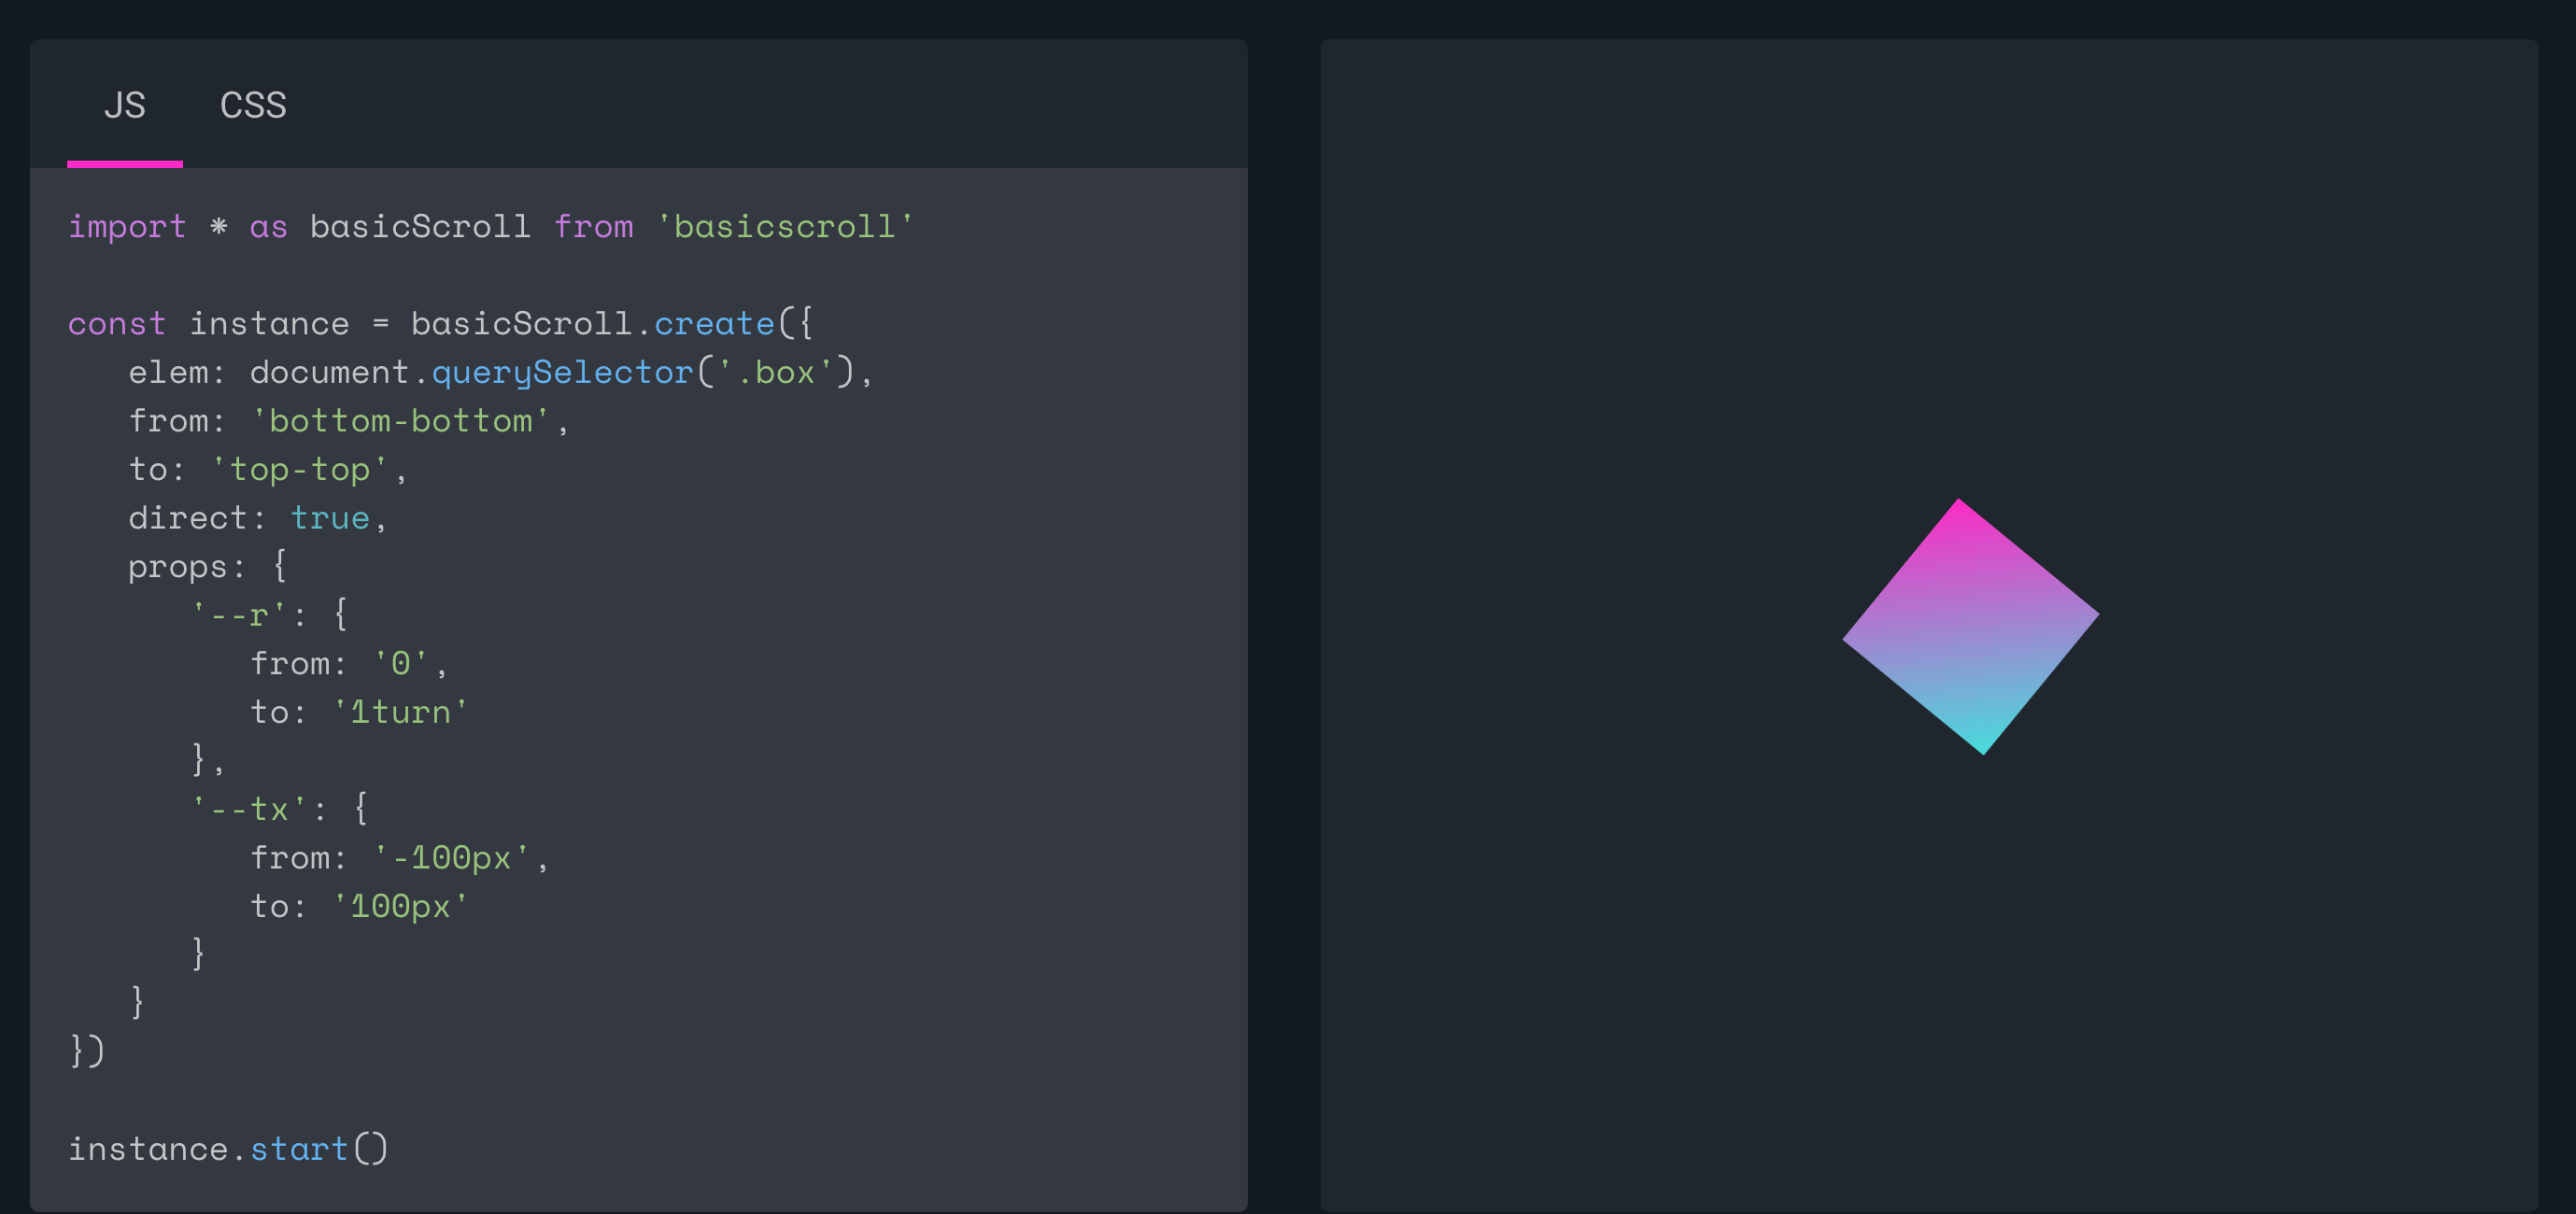 JS CSS
import * as basicScroll from 'basicscroll'
const instance = basicScroll.create({
   elem: document.querySelector('.box'),
   from: 'bottom-bottom',
   to: 'top-top',
   direct: true,
   props: {
      '--r': {
         from: '0',
         to: '1turn'
      },
      '--tx': {
         from: '-100px',
         to: '100px'
      }
   }
})
instance.start()